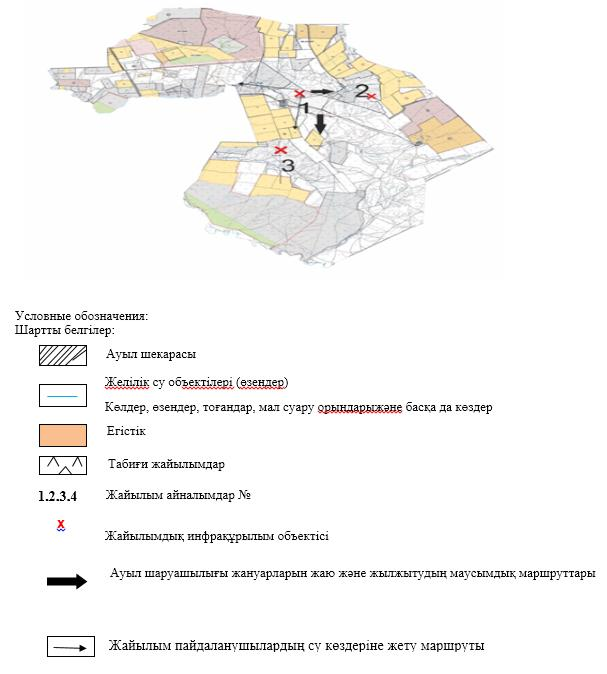 2
1
3
Условные обозначения:
Шартты белгілер:
Ауыл шекарасы
Желілік су объектілері (өзендер)
Көлдер, өзендер, тоғандар, мал суару орындарыжәне басқа да көздер
Егістік
Табиғи жайылымдар
1.2.3.4 Жайылым айналымдар №
х
Жайылымдық инфрақұрылым объектісі
Ауыл шаруашылығы жануарларын жаю және жылжытудың маусымдық маршруттары
Жайылым пайдаланушылардың су көздеріне жету маршруты